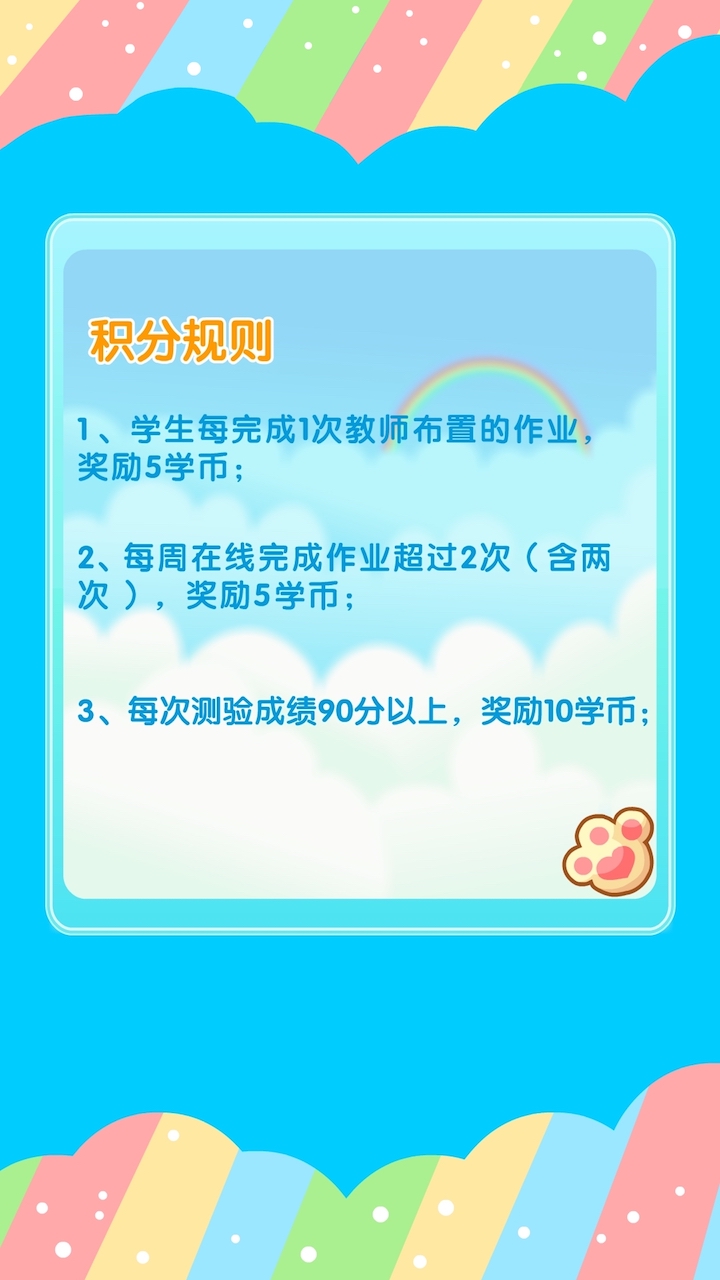 积分规则
1、学生每完成1次教师布置的作业，
奖励5学币；
2、每周在线完成作业超过2次（含两
次），奖励5学币；
3、每次测验成绩90分以上，奖励10学币；